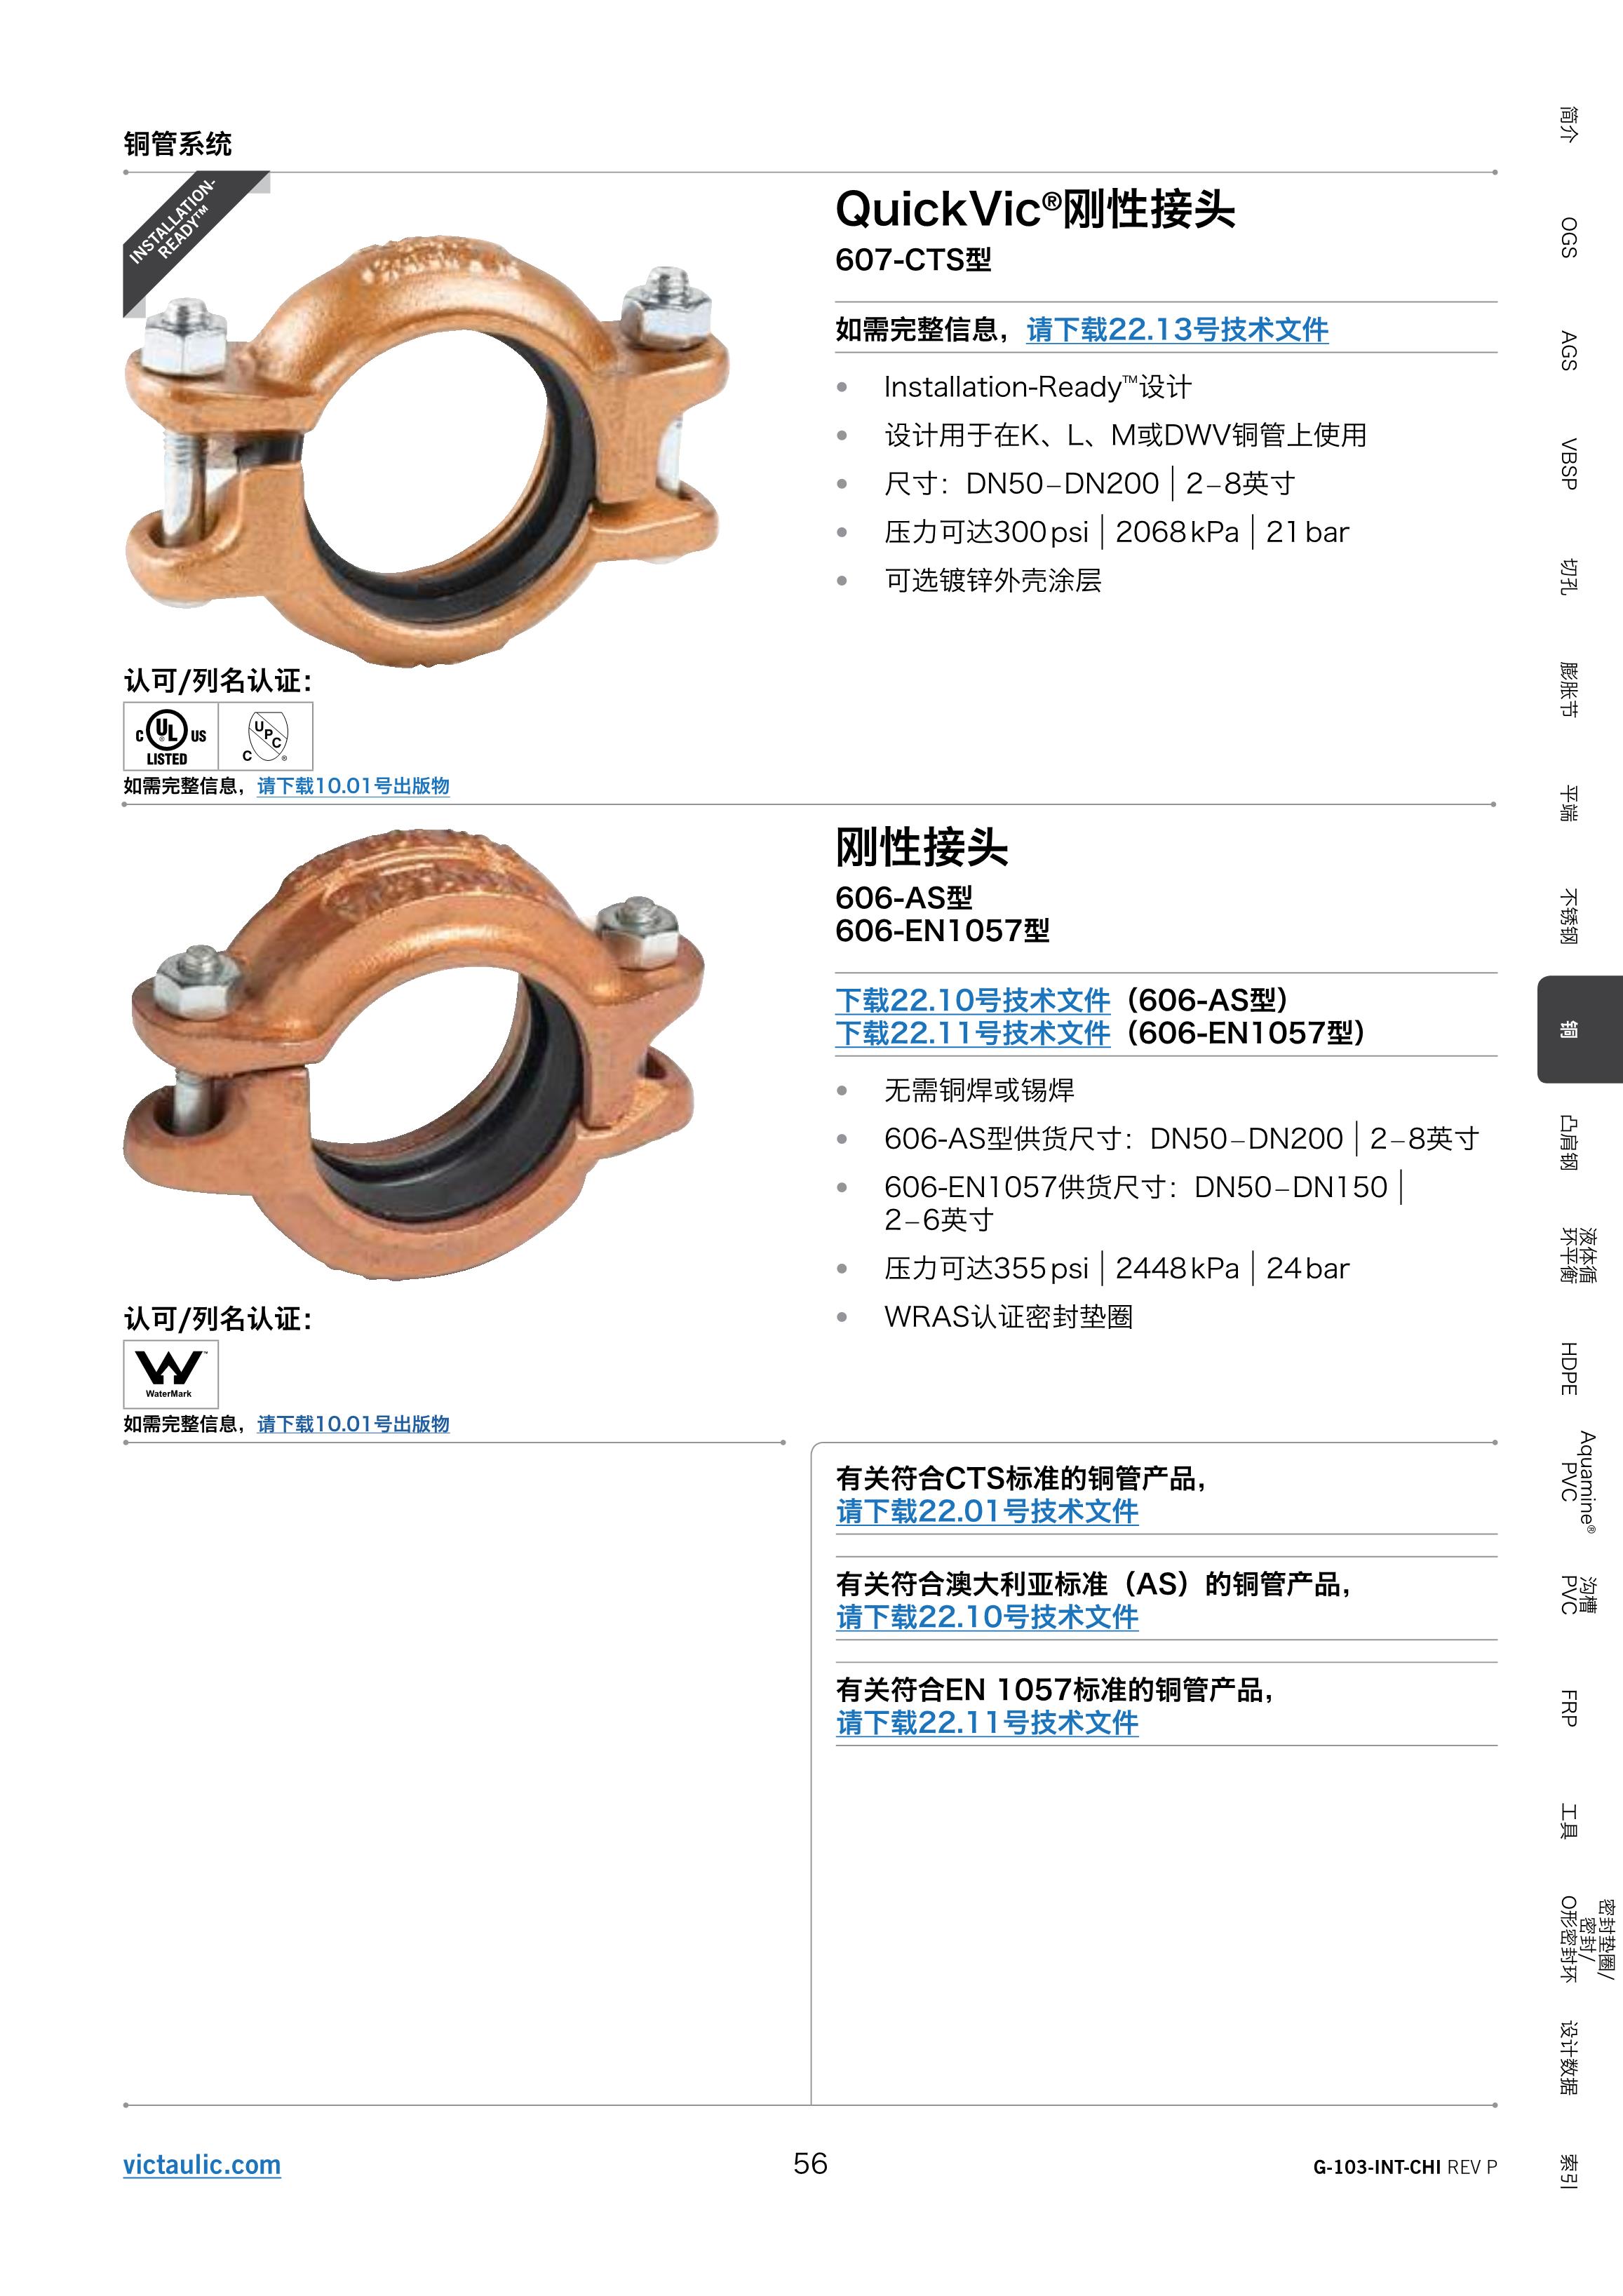 铜管系统
INSTALLATION-
READY™
QuickVic®刚性接头
607-CTS型
如需完整信息，请下载22.13号技术文件
• Installation-Ready™设计
• 设计用于在K、L、M或DWV铜管上使用
• 尺寸：DN50–DN200 | 2–8英寸
• 压力可达300psi | 2068kPa | 21bar
• 可选镀锌外壳涂层
认可/列名认证：
C UL ® US
LISTED
UPC
C ®
如需完整信息，请下载10.01号出版物
刚性接头
606-AS型
606-EN1057型
下载22.10号技术文件（606-AS型）
下载22.11号技术文件（606-EN1057型）
• 无需铜焊或锡焊
• 606-AS型供货尺寸：DN50–DN200 | 2–8英寸
• 606-EN1057供货尺寸：DN50–DN150 |
2–6英寸
• 压力可达355psi | 2448kPa | 24bar
• WRAS认证密封垫圈
认可/列名认证：
W™
WaterMark
如需完整信息，请下载10.01号出版物
有关符合CTS标准的铜管产品，
请下载22.01号技术文件
有关符合澳大利亚标准（AS）的铜管产品，
请下载22.10号技术文件
有关符合EN 1057标准的铜管产品，
请下载22.11号技术文件
victaulic.com
56
G-103-INT-CHI REV P
简介
OGS
AGS
VBSP
切孔
膨胀节
平端
不锈钢
铜
凸肩钢
液体循
环平衡
HDPE
Aquamine®
PVC
沟槽
PVC
FRP
工具
密封垫圈/
密封/
O形密封环
设计数据
索引